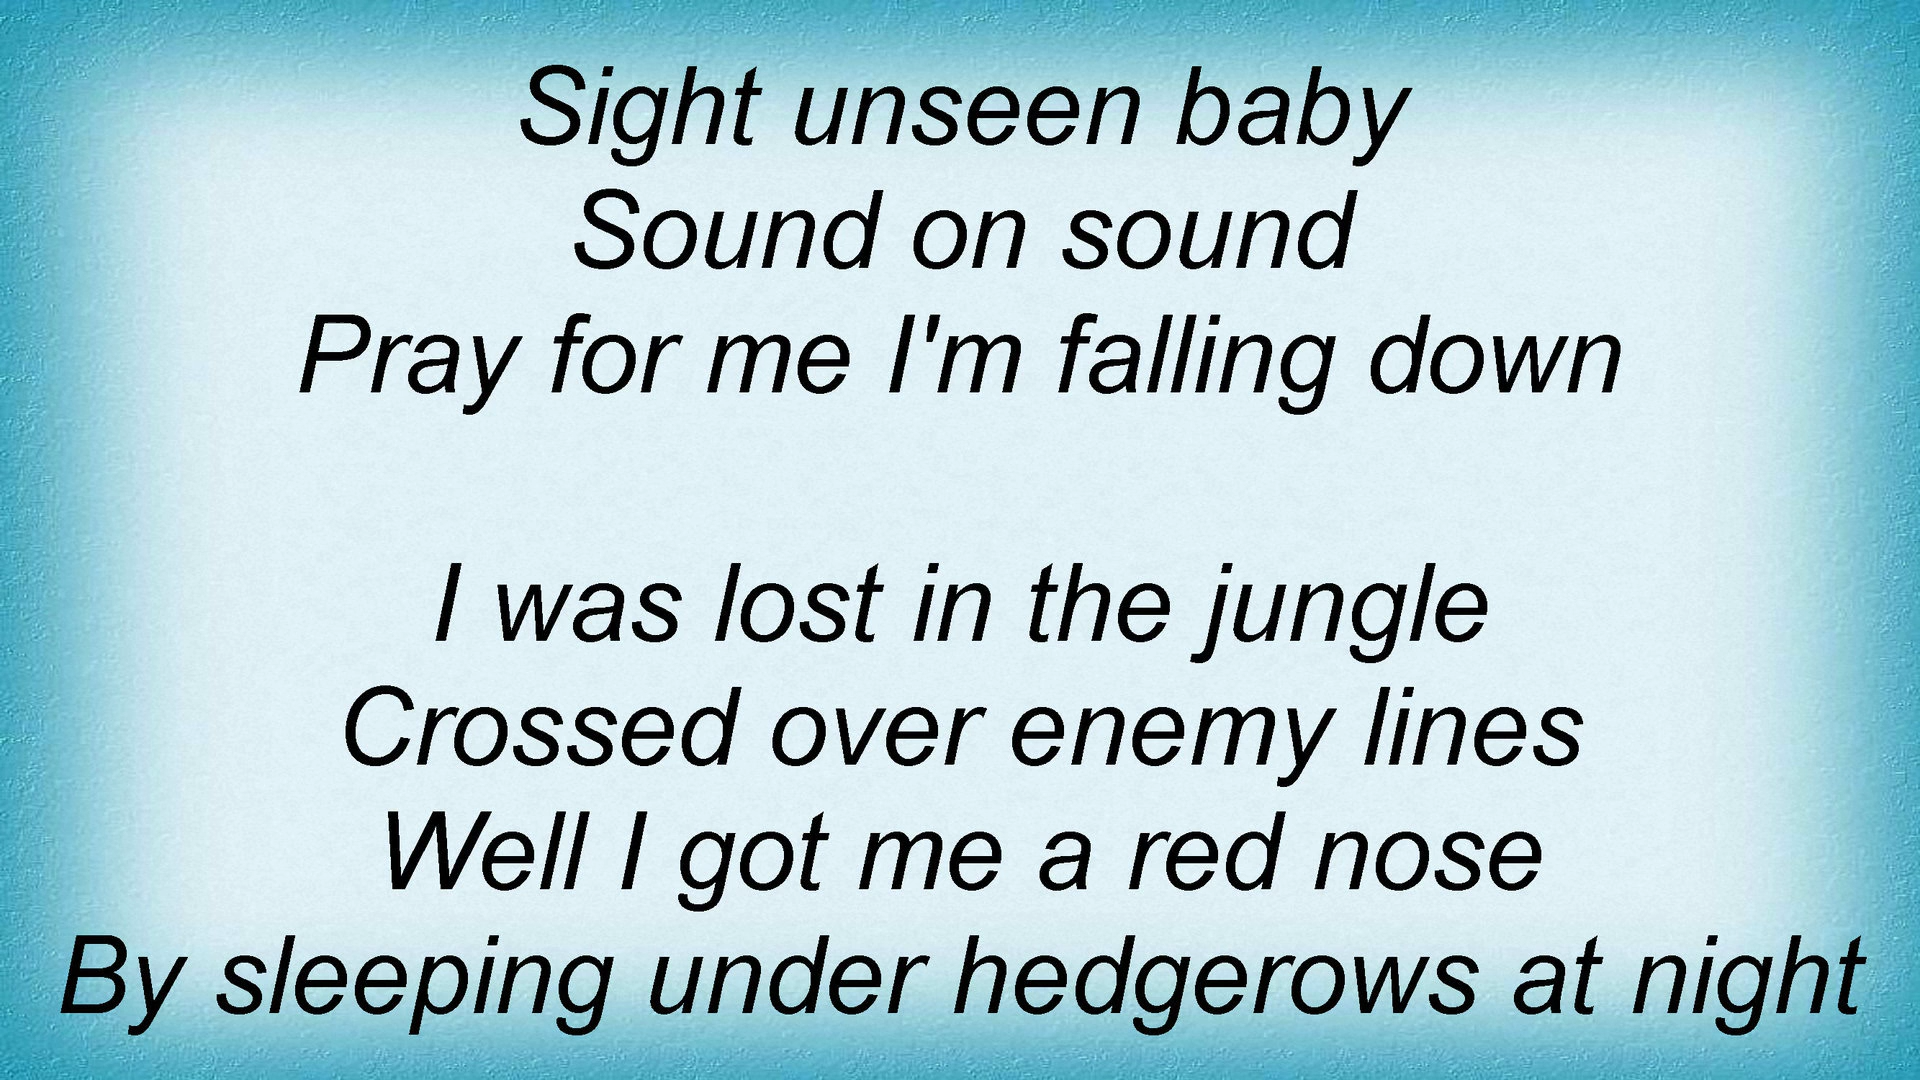 Sight unseen baby
Sound on sound
Pray for me I'm falling down
I was lost in the jungle
Crossed over enemy lines
Well I got me a red nose
By sleeping under hedgerows at night